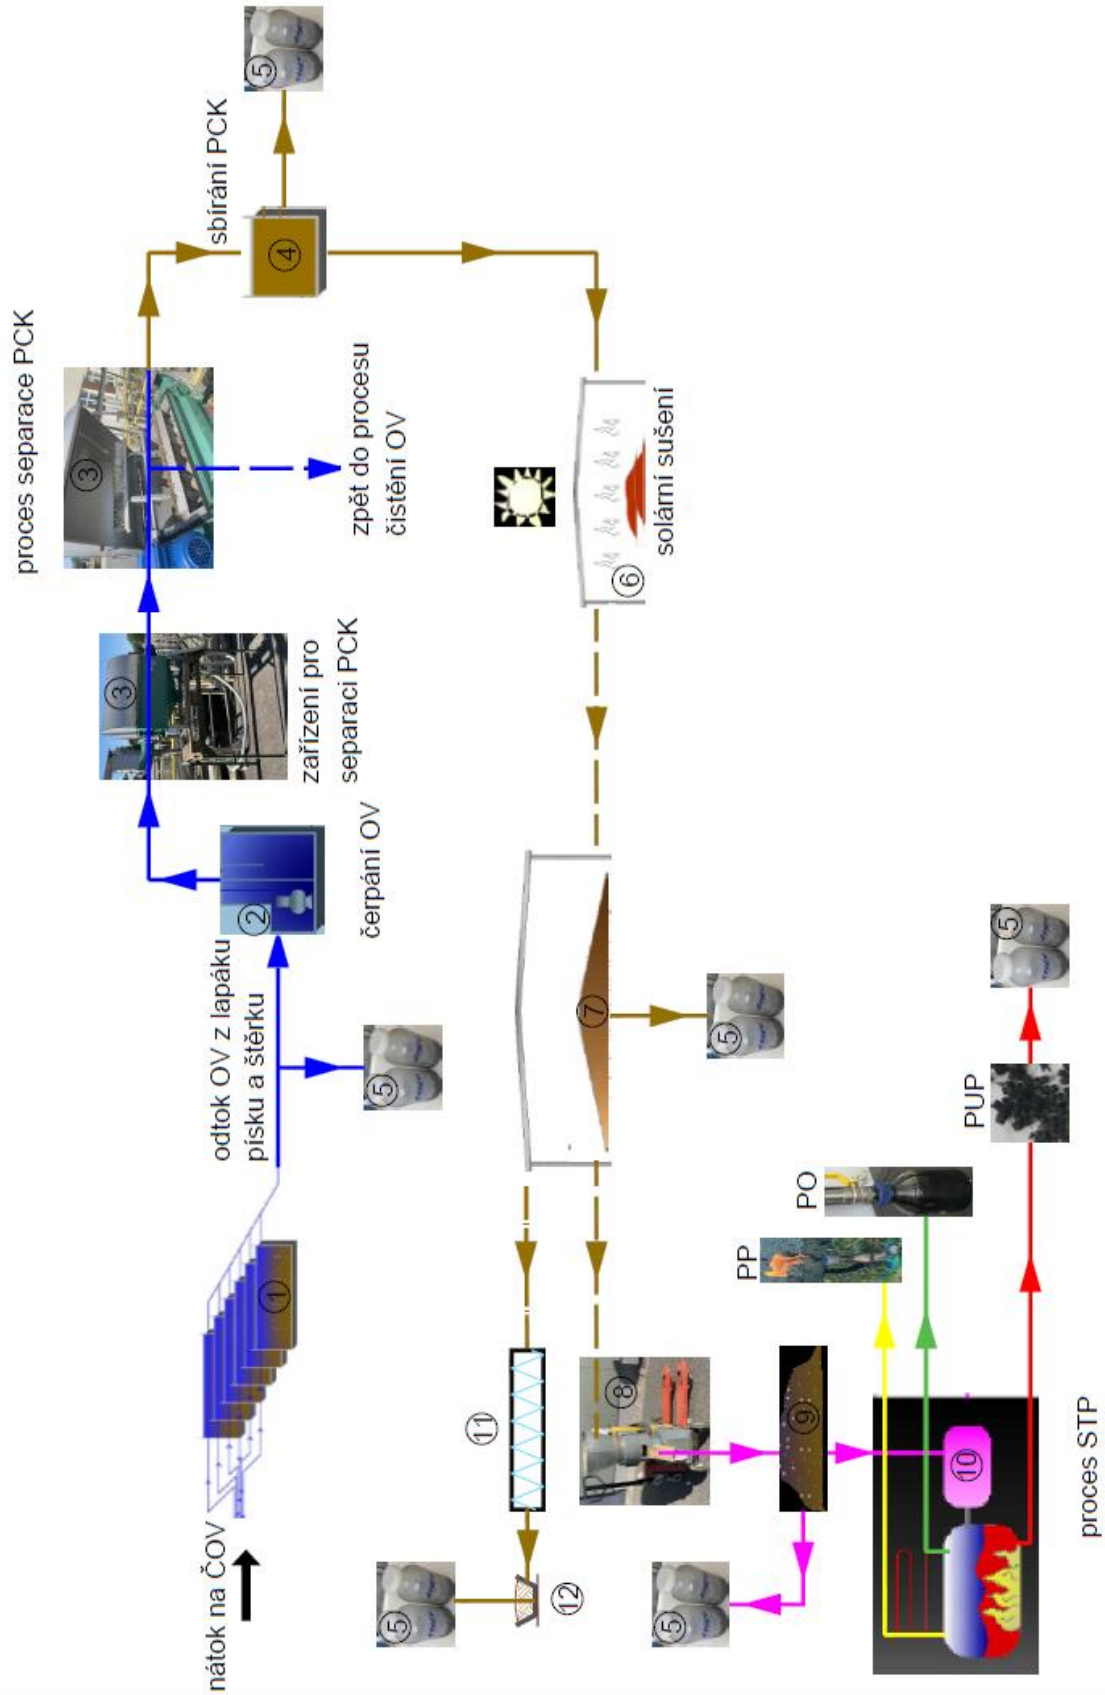 nátok na ČOV
①
odtok OV z lapáku
písku a štěrku
⑤
②
čerpání OV
③
zařízení pro
separaci PCK
proces separace PCK
③
zpět do procesu
čistění OV
sbírání PCK
④
⑤
⑥
solární sušení
⑦
⑤
⑪
⑫
⑤
⑧
⑨
⑤
⑩
proces STP
PP
PO
PUP
⑤